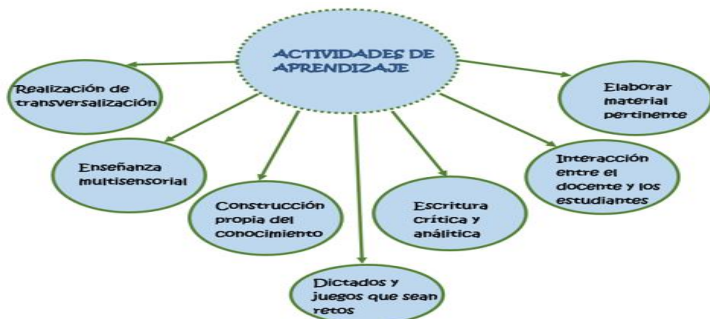 ACTIVIDADES DE
APRENDIZAJE
Realización de
transversalización
Elaborar
material
pertinente
Enseñanza
multisensorial
Interacción
entre el
docente y los
estudiantes
Construcción
propia del
conocimiento
Escritura
crítica y
análitica
Dictados y
juegos que sean
retos